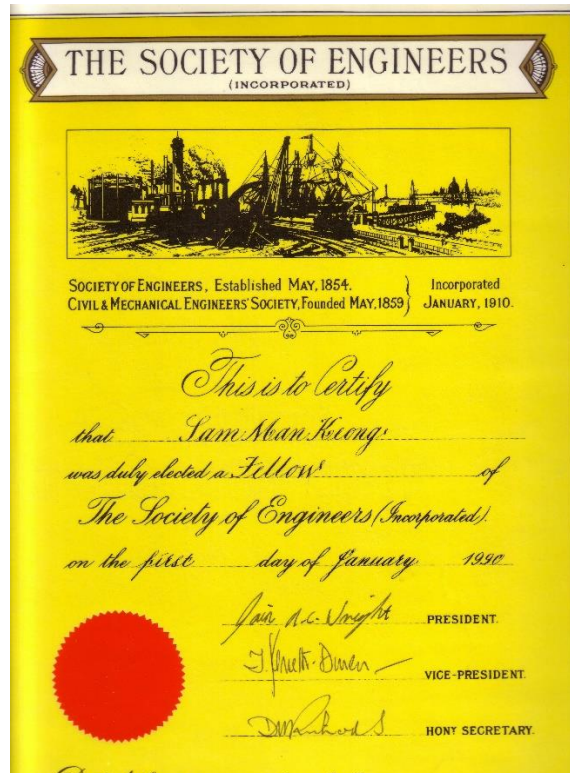 THE SOCIETY OF ENGINEERS
(INCORPORATED)
SOCIETY OF ENGINEERS, Established MAY, 1854.
CIVIL & MECHANICAL ENGINEERS' SOCIETY, Founded MAY, 1859
Incorporated
JANUARY, 1910.
This is to Certify
that Lam Man Keong
was duly elected a Fellow of
The Society of Engineers (Incorporated).
on the first day of January 1990
PRESIDENT.
VICE-PRESIDENT.
HONY SECRETARY.